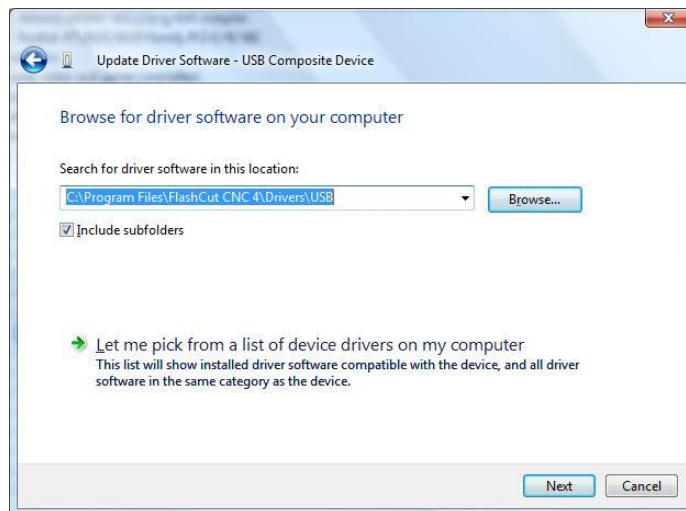 Update Driver Software - USB Composite Device
Browse for driver software on your computer
Search for driver software in this location:
C:\Program Files\FlashCut CNC 4\Drivers\USB
Browse...
Include subfolders
Let me pick from a list of device drivers on my computer
This list will show installed driver software compatible with the device, and all driver
software in the same category as the device.
Next
Cancel